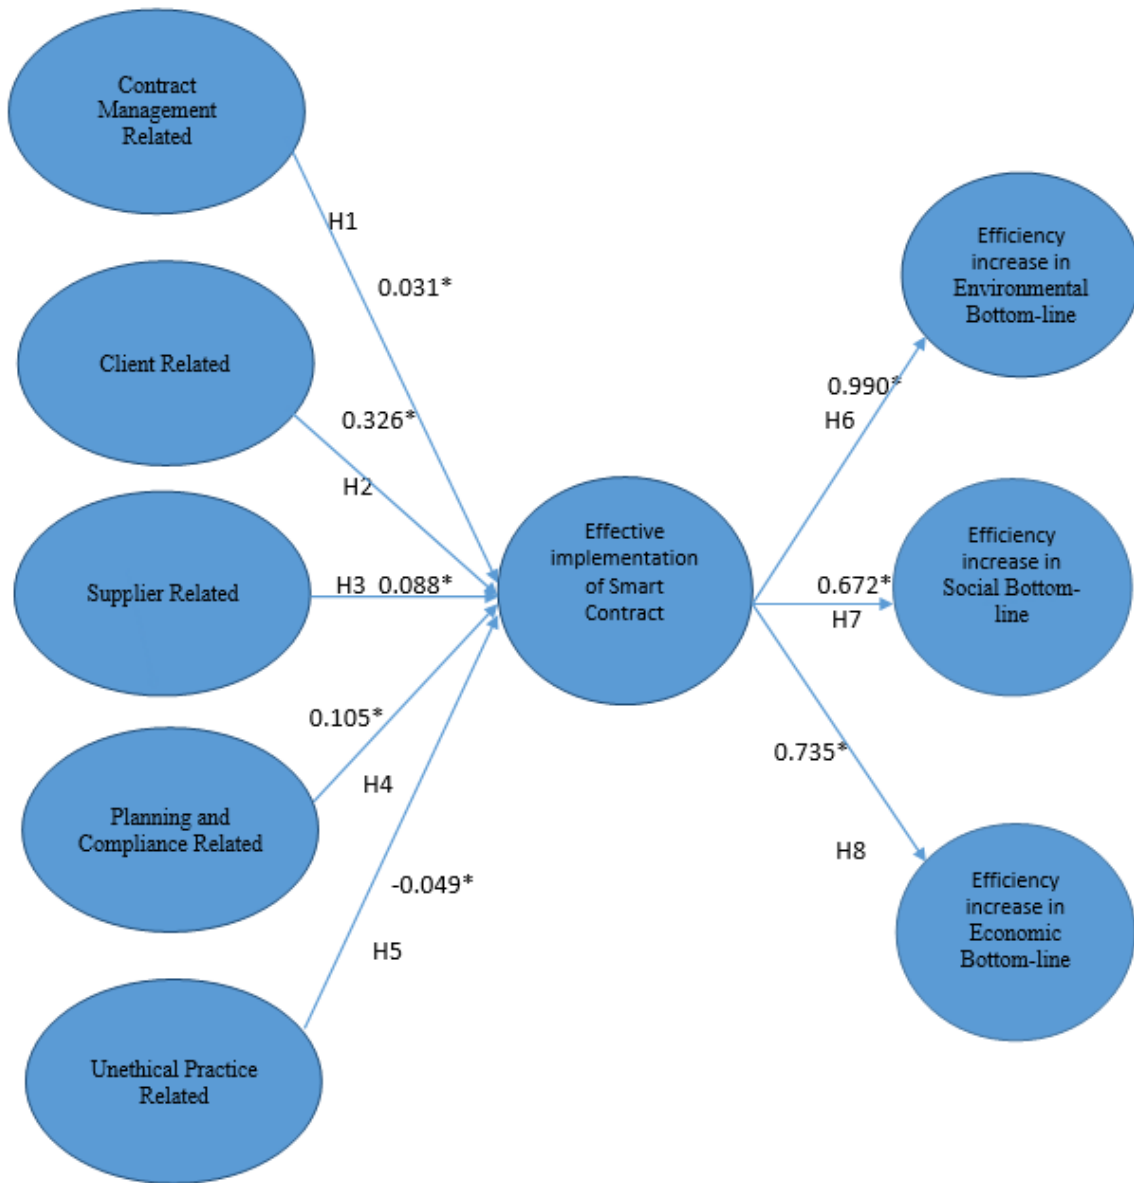 Contract
Management
Related
H1
0.031*
Client Related
0.326*
H2
Supplier Related
H3 0.088*
Planning and
Compliance Related
0.105*
H4
Unethical Practice
Related
-0.049*
H5
Effective
implementation
of Smart
Contract
Efficiency
increase in
Environmental
Bottom-line
0.990*
H6
Efficiency
increase in
Social Bottom-
line
0.672*
H7
0.735*
H8
Efficiency
increase in
Economic
Bottom-line